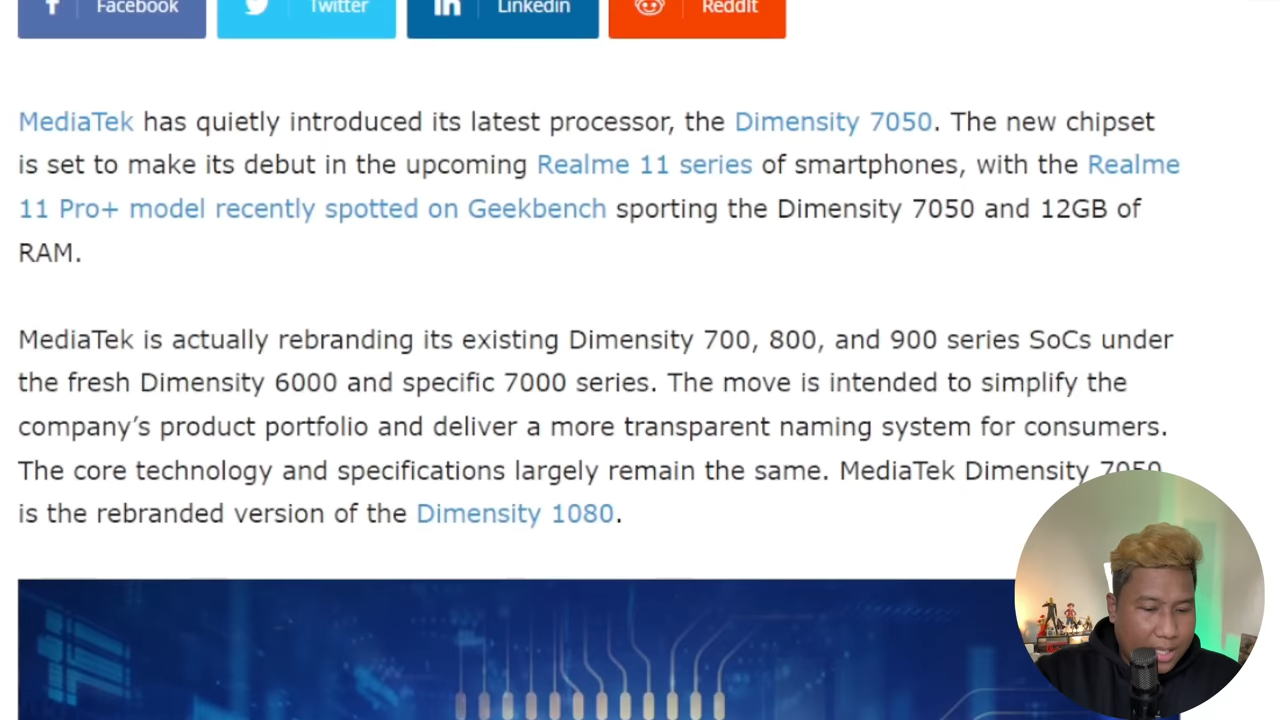 Facebook Twitter Linkedin ReddIt
MediaTek has quietly introduced its latest processor, the Dimensity 7050. The new chipset
is set to make its debut in the upcoming Realme 11 series of smartphones, with the Realme
11 Pro+ model recently spotted on Geekbench sporting the Dimensity 7050 and 12GB of
RAM.
MediaTek is actually rebranding its existing Dimensity 700, 800, and 900 series SoCs under
the fresh Dimensity 6000 and specific 7000 series. The move is intended to simplify the
company’s product portfolio and deliver a more transparent naming system for consumers.
The core technology and specifications largely remain the same. MediaTek Dimensity 7050
is the rebranded version of the Dimensity 1080.